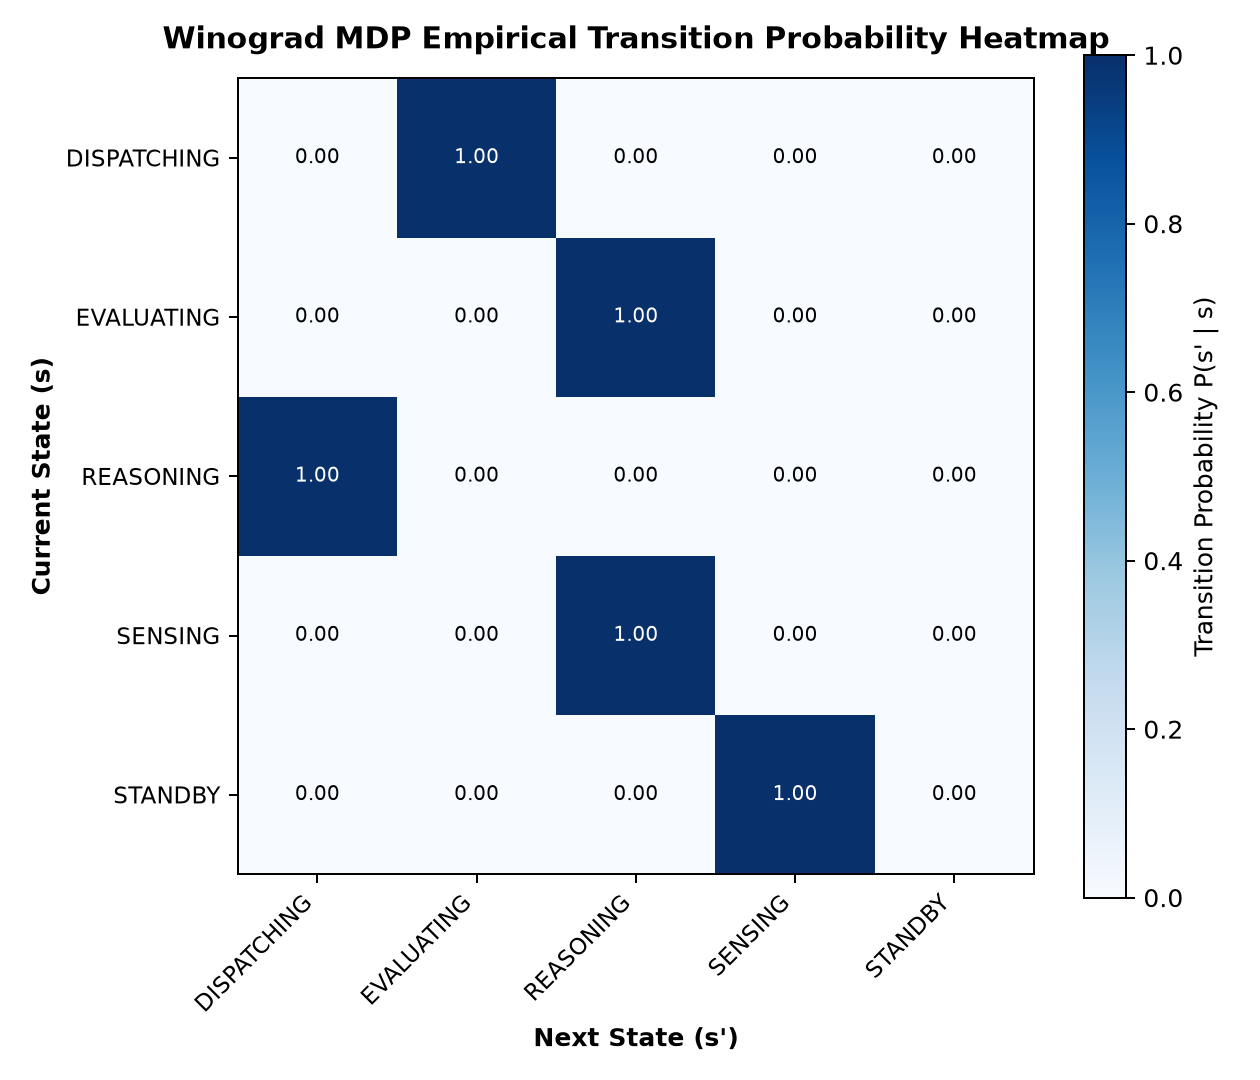 Winograd MDP Empirical Transition Probability Heatmap
DISPATCHING 0.00 1.00 0.00 0.00 0.00
EVALUATING 0.00 0.00 1.00 0.00 0.00
REASONING 1.00 0.00 0.00 0.00 0.00
SENSING 0.00 0.00 1.00 0.00 0.00
STANDBY 0.00 0.00 0.00 1.00 0.00
Current State (s)
DISPATCHING
EVALUATING
REASONING
SENSING
STANDBY
Next State (s')
1.0
0.8
0.6
0.4
0.2
0.0
Transition Probability P(s' | s)